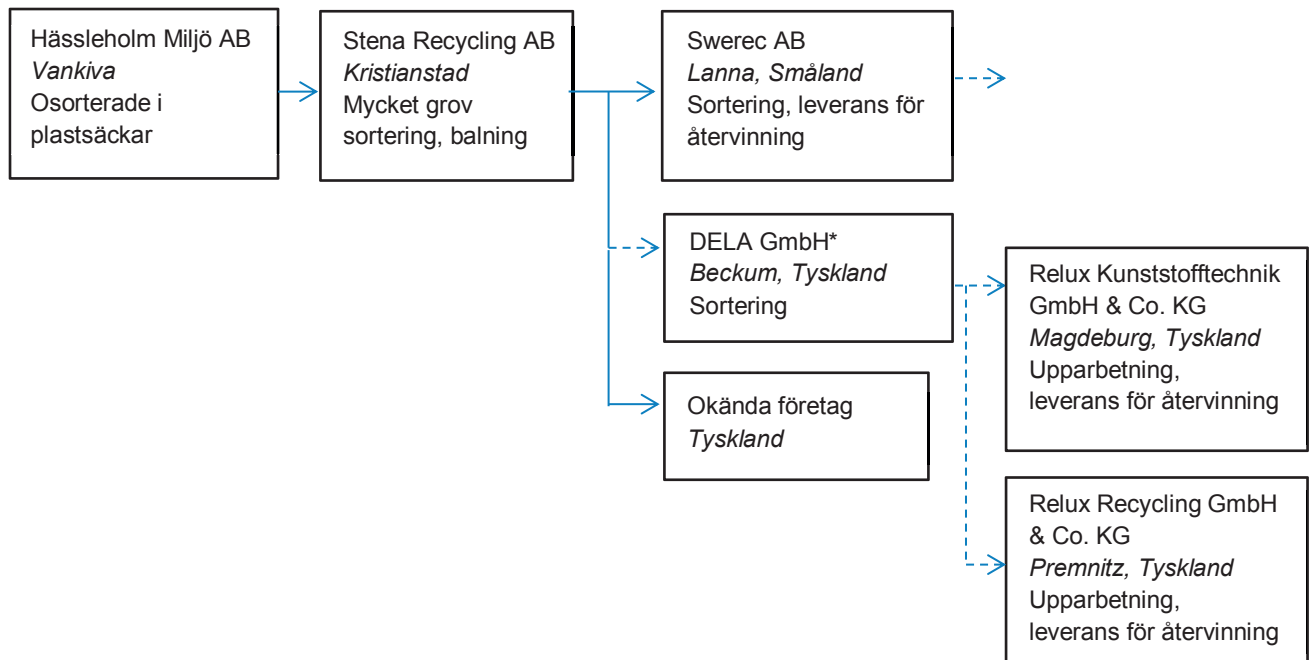 Hässleholm Miljö AB
Vankiva
Osorterade i
plastsäckar
Stena Recycling AB
Kristianstad
Mycket grov
sortering, balning
Swerec AB
Lanna, Småland
Sortering, leverans för
återvinning
DELA GmbH*
Beckum, Tyskland
Sortering
Okända företag
Tyskland
Relux Kunststofftechnik
GmbH & Co. KG
Magdeburg, Tyskland
Upparbetning,
leverans för återvinning
Relux Recycling GmbH
& Co. KG
Premnitz, Tyskland
Upparbetning,
leverans för återvinning